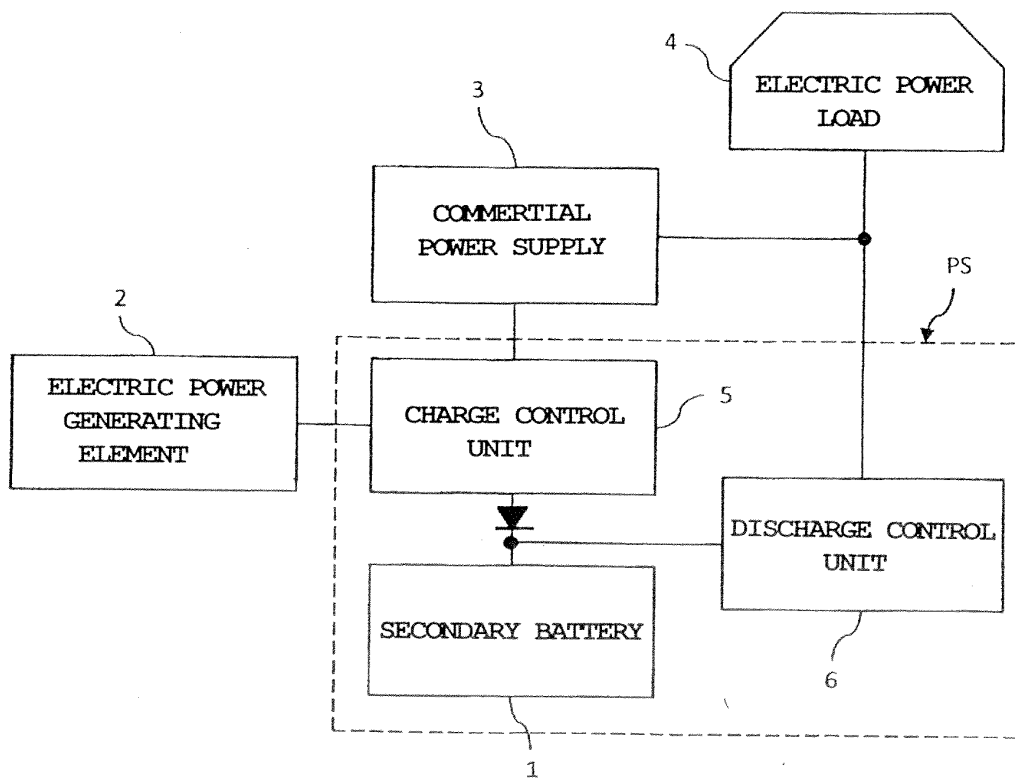 4
ELECTRIC POWER
LOAD
3
COMMERTIAL
POWER SUPPLY
PS
2
ELECTRIC POWER
GENERATING
ELEMENT
5
CHARGE CONTROL
UNIT
DISCHARGE CONTROL
UNIT
SECONDARY BATTERY
6
1